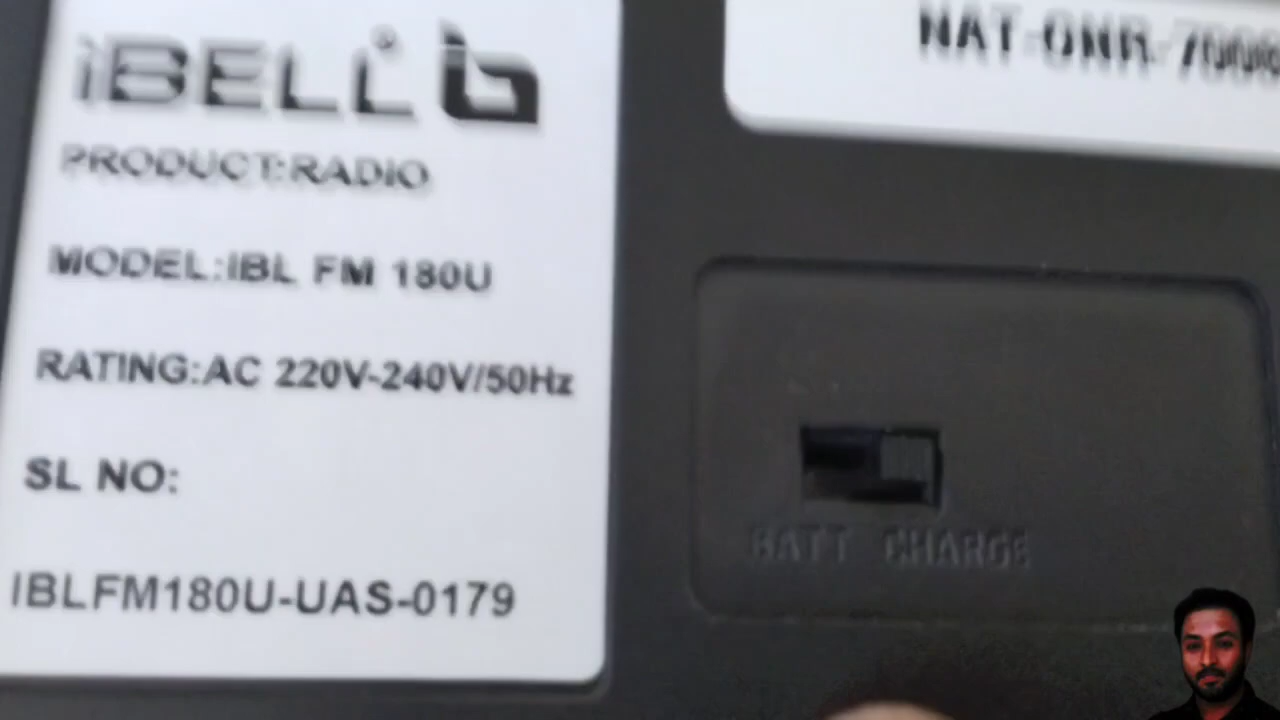 iBELL
PRODUCT:RADIO
MODEL:IBL FM 180U
RATING:AC 220V-240V/50Hz
SL NO:
IBLFM180U-UAS-0179
BATT CHARGE